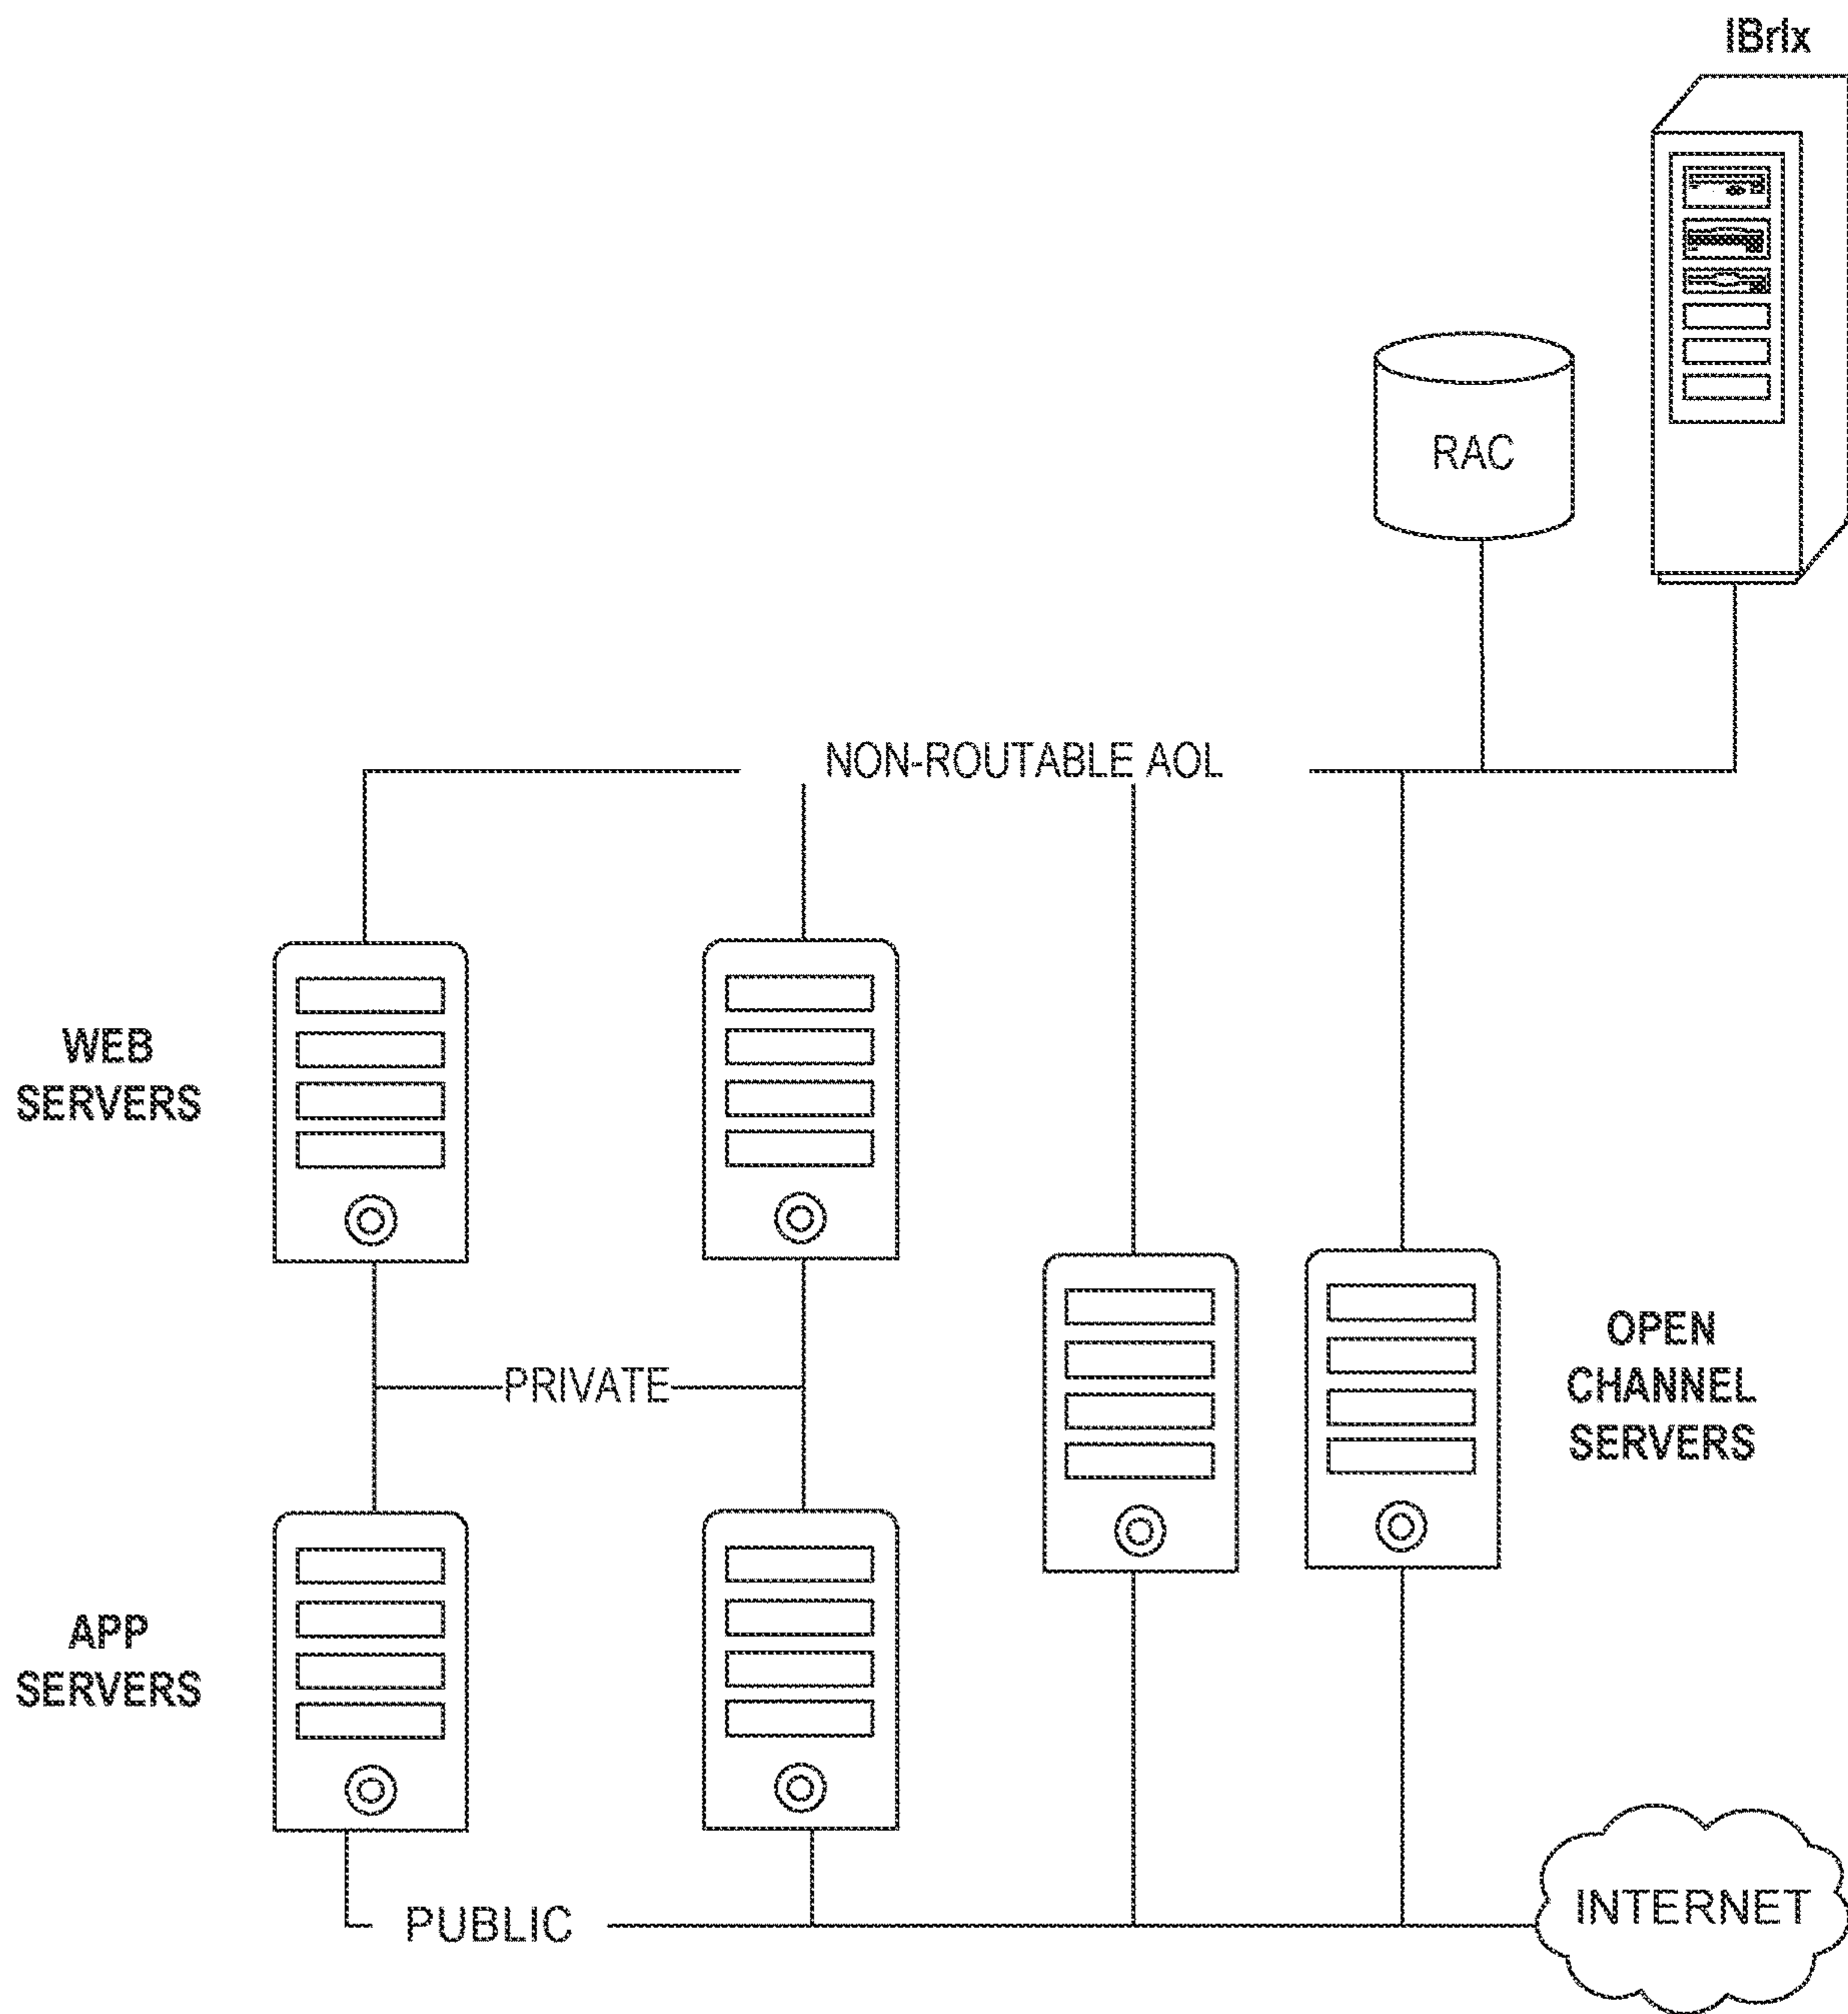 IBrix
RAC
NON-ROUTABLE AOL
WEB
SERVERS
PRIVATE
OPEN
CHANNEL
SERVERS
APP
SERVERS
PUBLIC
INTERNET